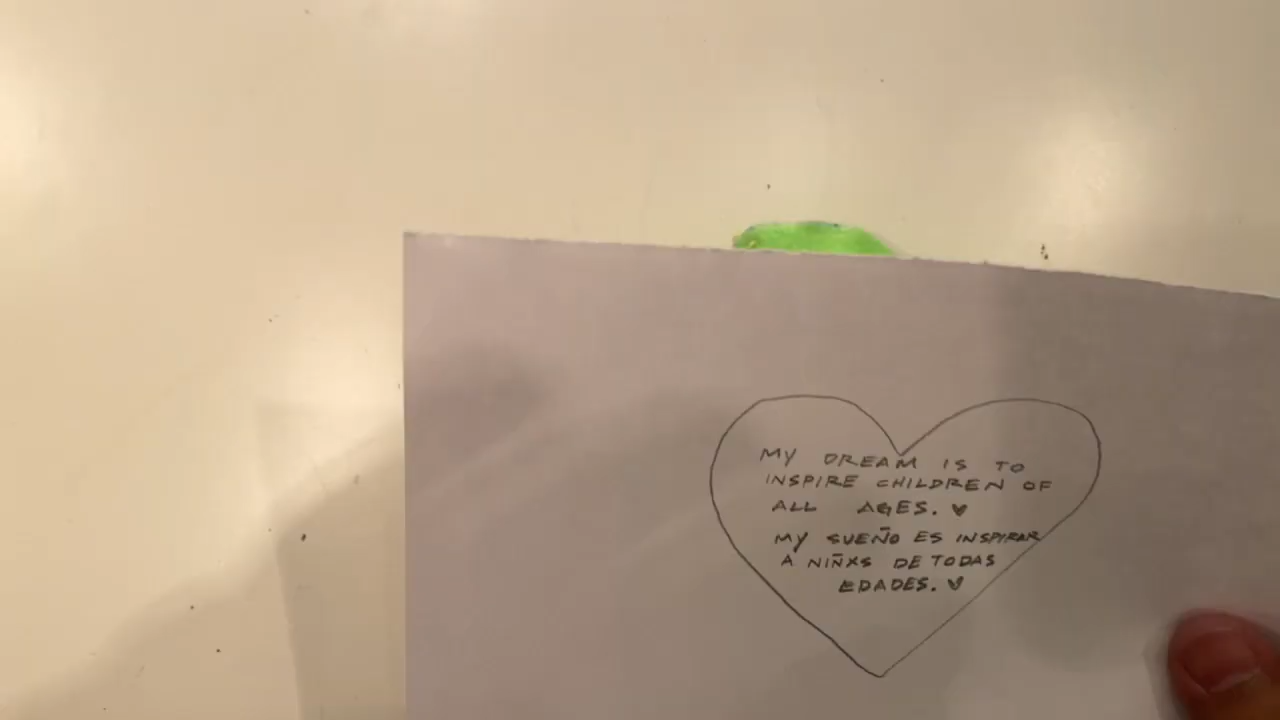 MY DREAM IS TO
INSPIRE CHILDREN OF
ALL AGES. ♥
MY SUEÑO ES INSPIRAR
A NIÑXS DE TODAS
EDADES. ♥